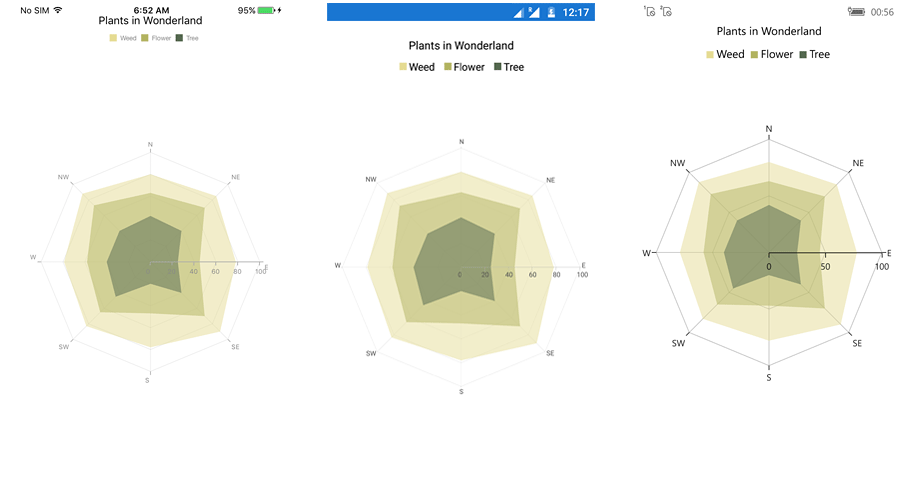 No SIM 6:52 AM 95%
Plants in Wonderland
Weed Flower Tree
N
NW NE
W E
0 20 40 60 80 100
SW SE
S
12:17
Plants in Wonderland
Weed Flower Tree
N
NW NE
W E
0 20 40 60 80 100
SW SE
S
1 2 00:56
Plants in Wonderland
Weed Flower Tree
N
NW NE
W E
0 50 100
SW SE
S